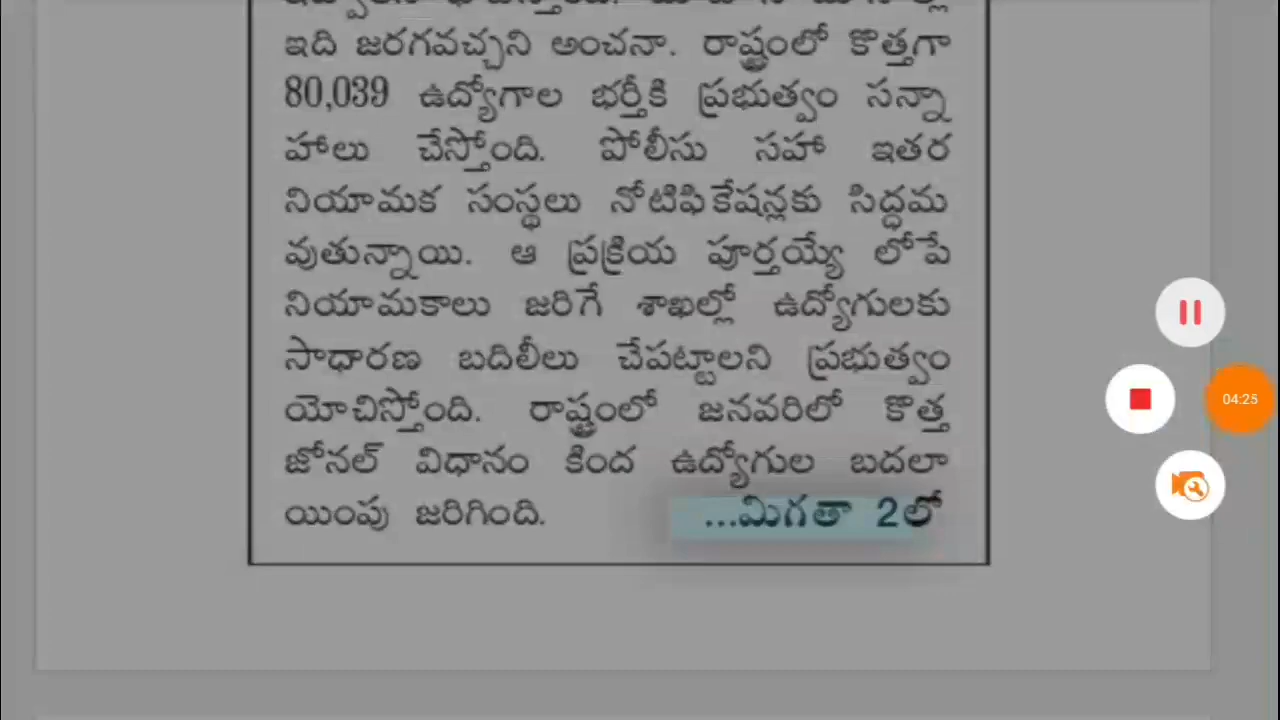 ఇది జరగవచ్చని అంచనా. రాష్ట్రంలో కొత్తగా
80,039 ఉద్యోగాల భర్తీకి ప్రభుత్వం సన్నా
హాలు చేస్తోంది. పోలీసు సహా ఇతర
నియామక సంస్థలు నోటిఫికేషన్లకు సిద్ధమ
వుతున్నాయి. ఆ ప్రక్రియ పూర్తయ్యే లోపే
నియామకాలు జరిగే శాఖల్లో ఉద్యోగులకు
సాధారణ బదిలీలు చేపట్టాలని ప్రభుత్వం
యోచిస్తోంది. రాష్ట్రంలో జనవరిలో కొత్త
జోనల్ విధానం కింద ఉద్యోగుల బదలా
యింపు జరిగింది. ...మిగతా 2లో
04:25